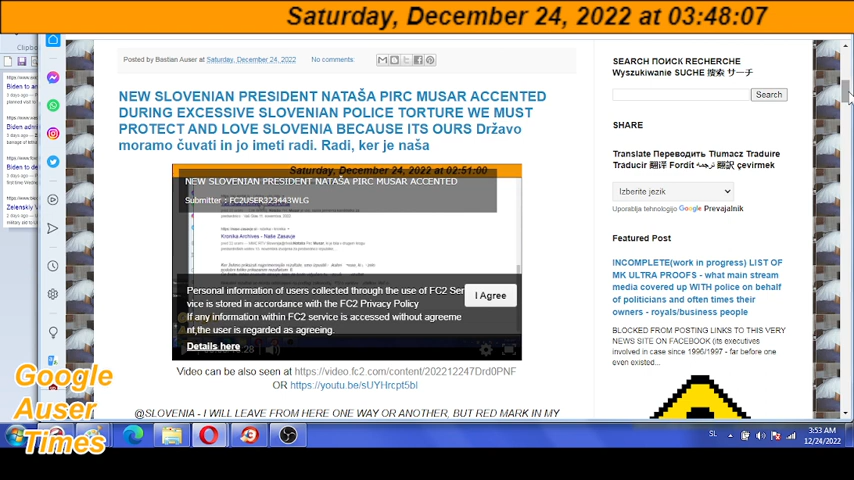 Saturday, December 24, 2022 at 03:48:07
Clipb
Posted by Bastian Auser at Saturday, December 24, 2022 No comments:
NEW SLOVENIAN PRESIDENT NATAŠA PIRC MUSAR ACCENTED
DURING EXCESSIVE SLOVENIAN POLICE TORTURE WE MUST
PROTECT AND LOVE SLOVENIA BECAUSE ITS OURS Državo
moramo čuvati in jo imeti radi. Radi, ker je naša
Saturday, December 24, 2022 at 02:51:00
NEW SLOVENIAN PRESIDENT NATAŠA PIRC MUSAR ACCENTED
Submitter : FC2USER323443WLG
Kronika Archives - Naše Zasavje
Personal information of users collected through the use of FC2 Ser
vice is stored in accordance with the FC2 Privacy Policy
If any information within FC2 service is accessed without agreeme
nt,the user is regarded as agreeing.
Details here
I Agree
Video can be also seen at https://video.fc2.com/content/202212247Drd0PNF
OR https://youtu.be/sUYHrcpt5bI
@SLOVENIA - I WILL LEAVE FROM HERE ONE WAY OR ANOTHER, BUT RED MARK IN MY
SEARCH ПОИСК RECHERCHE
Wyszukiwanie SUCHE 搜索 サーチ
Search
SHARE
Translate Переводить Tłumacz Traduire
Traducir 翻译 Fordít ترجمة 翻訳 çevirmek
Izberite jezik
Uporablja tehnologijo Google Prevajalnik
Featured Post
INCOMPLETE(work in progress) LIST OF
MK ULTRA PROOFS - what main stream
media covered up WITH police on behalf
of politicians and often times their
owners - royals/business people
BLOCKED FROM POSTING LINKS TO THIS VERY
NEWS SITE ON FACEBOOK (its executives
involved in case since 1996/1997 - far before one
even existed...
Google
Auser
Times
SL
3:53 AM
12/24/2022